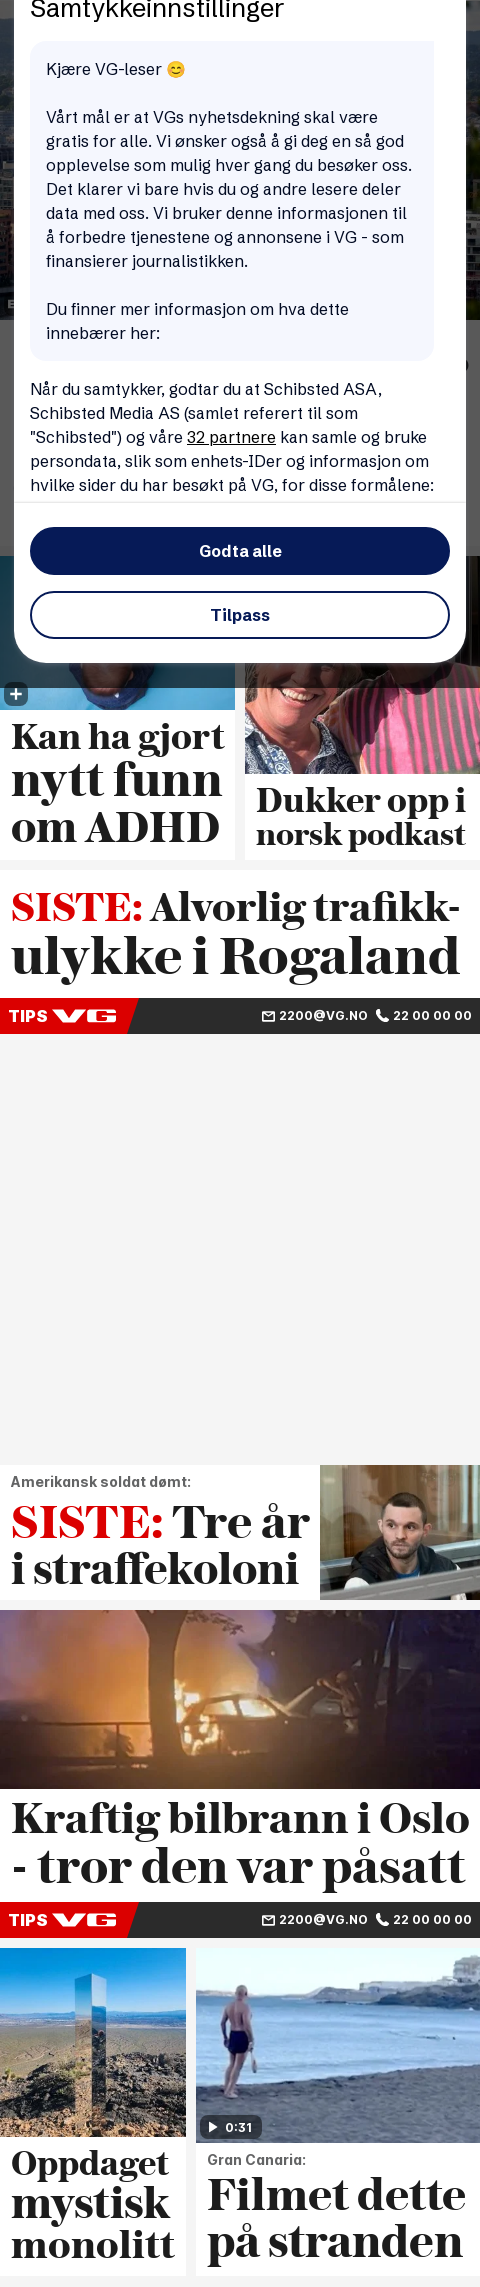 Samtykkeinnstillinger
Kjære VG-leser 😊
Vårt mål er at VGs nyhetsdekning skal være
gratis for alle. Vi ønsker også å gi deg en så god
opplevelse som mulig hver gang du besøker oss.
Det klarer vi bare hvis du og andre lesere deler
data med oss. Vi bruker denne informasjonen til
å forbedre tjenestene og annonsene i VG - som
finansierer journalistikken.
Du finner mer informasjon om hva dette
innebærer her:
Når du samtykker, godtar du at Schibsted ASA,
Schibsted Media AS (samlet referert til som
"Schibsted") og våre 32 partnere kan samle og bruke
persondata, slik som enhets-IDer og informasjon om
hvilke sider du har besøkt på VG, for disse formålene:
Godta alle
Tilpass
Kan ha gjort
nytt funn
om ADHD
Dukker opp i
norsk podkast
SISTE: Alvorlig trafikk-
ulykke i Rogaland
TIPS VG 2200@VG.NO 22 00 00 00
Amerikansk soldat dømt:
SISTE: Tre år
i straffekoloni
Kraftig bilbrann i Oslo
- tror den var påsatt
TIPS VG 2200@VG.NO 22 00 00 00
Oppdaget
mystisk
monolitt
0:31
Gran Canaria:
Filmet dette
på stranden